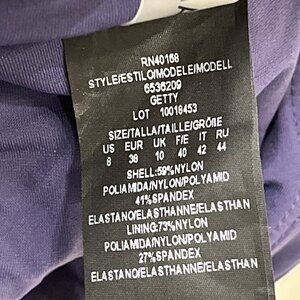 RN40158
STYLE/ESTILO/MODELE/MODELL
6536209
GETTY
LOT 10018453
SIZE/TALLA/TAILLE/GRÖßE
US EUR UK F/E IT RU
8 38 10 40 42 44
SHELL:59%NYLON
POLIAMIDA/NYLON/POLYAMID
41%SPANDEX
ELASTANO/ELASTHANNE/ELASTHAN
LINING:73%NYLON
POLIAMIDA/NYLON/POLYAMID
27%SPANDEX
ELASTANO/ELASTHANNE/ELASTHAN